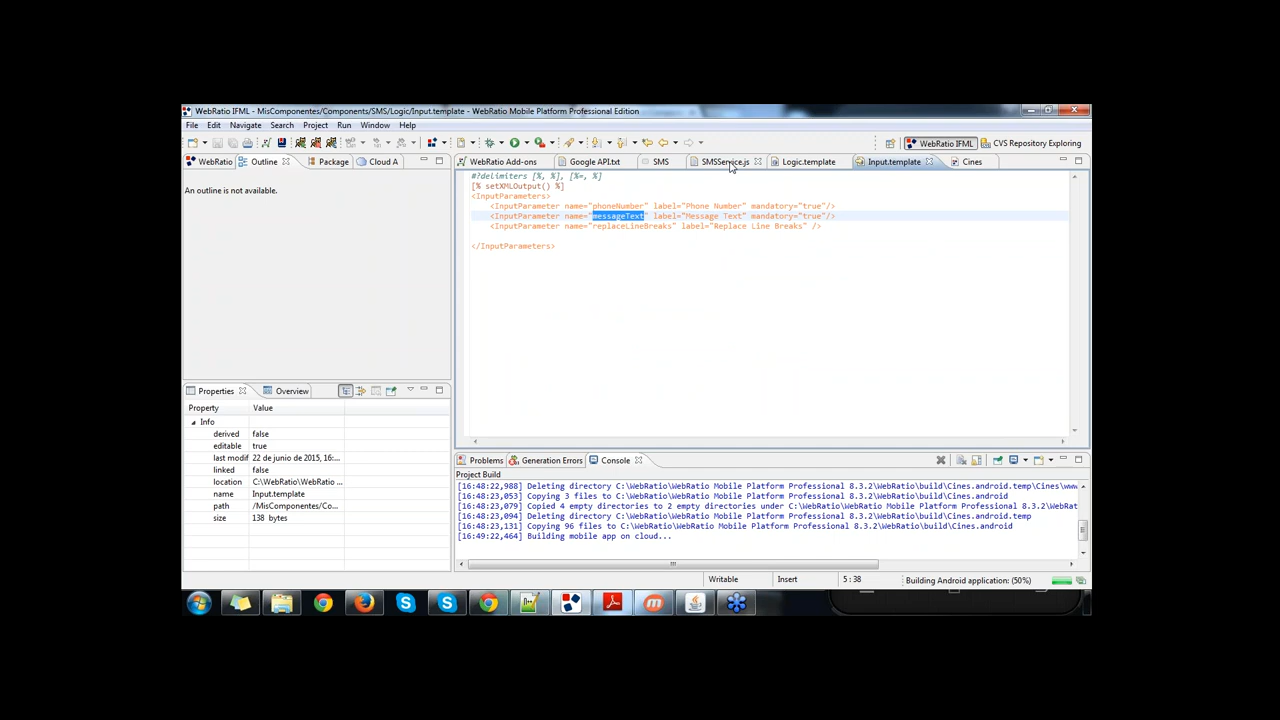 WebRatio IFML - MisComponentes/Components/SMS/Logic/Input.template - WebRatio Mobile Platform Professional Edition
File Edit Navigate Search Project Run Window Help
WebRatio IFML CVS Repository Exploring
WebRatio Outline Package Cloud A
An outline is not available.
WebRatio Add-ons Google API.txt SMS SMSService.js Logic.template Input.template Cines
#?delimiters [%, %], [%=, %]
[% setXMLOutput() %]
<InputParameters>
<InputParameter name="phoneNumber" label="Phone Number" mandatory="true"/>
<InputParameter name="messageText" label="Message Text" mandatory="true"/>
<InputParameter name="replaceLineBreaks" label="Replace Line Breaks" />
</InputParameters>
Properties Overview
Property Value
Info
derived false
editable true
last modif 22 de junio de 2015, 16:...
linked false
location C:\WebRatio\WebRatio ...
name Input.template
path /MisComponentes/Co...
size 138 bytes
Problems Generation Errors Console
Project Build
[16:48:22,988] Deleting directory C:\WebRatio\WebRatio Mobile Platform Professional 8.3.2\WebRatio\build\Cines.android.temp\Cines\www
[16:48:23,053] Copying 3 files to C:\WebRatio\WebRatio Mobile Platform Professional 8.3.2\WebRatio\build\Cines.android
[16:48:23,079] Copied 4 empty directories to 2 empty directories under C:\WebRatio\WebRatio Mobile Platform Professional 8.3.2\WebRat
[16:48:23,094] Deleting directory C:\WebRatio\WebRatio Mobile Platform Professional 8.3.2\WebRatio\build\Cines.android.temp
[16:48:23,131] Copying 96 files to C:\WebRatio\WebRatio Mobile Platform Professional 8.3.2\WebRatio\build\Cines.android
[16:49:22,464] Building mobile app on cloud...
Writable Insert 5 : 38 Building Android application: (50%)